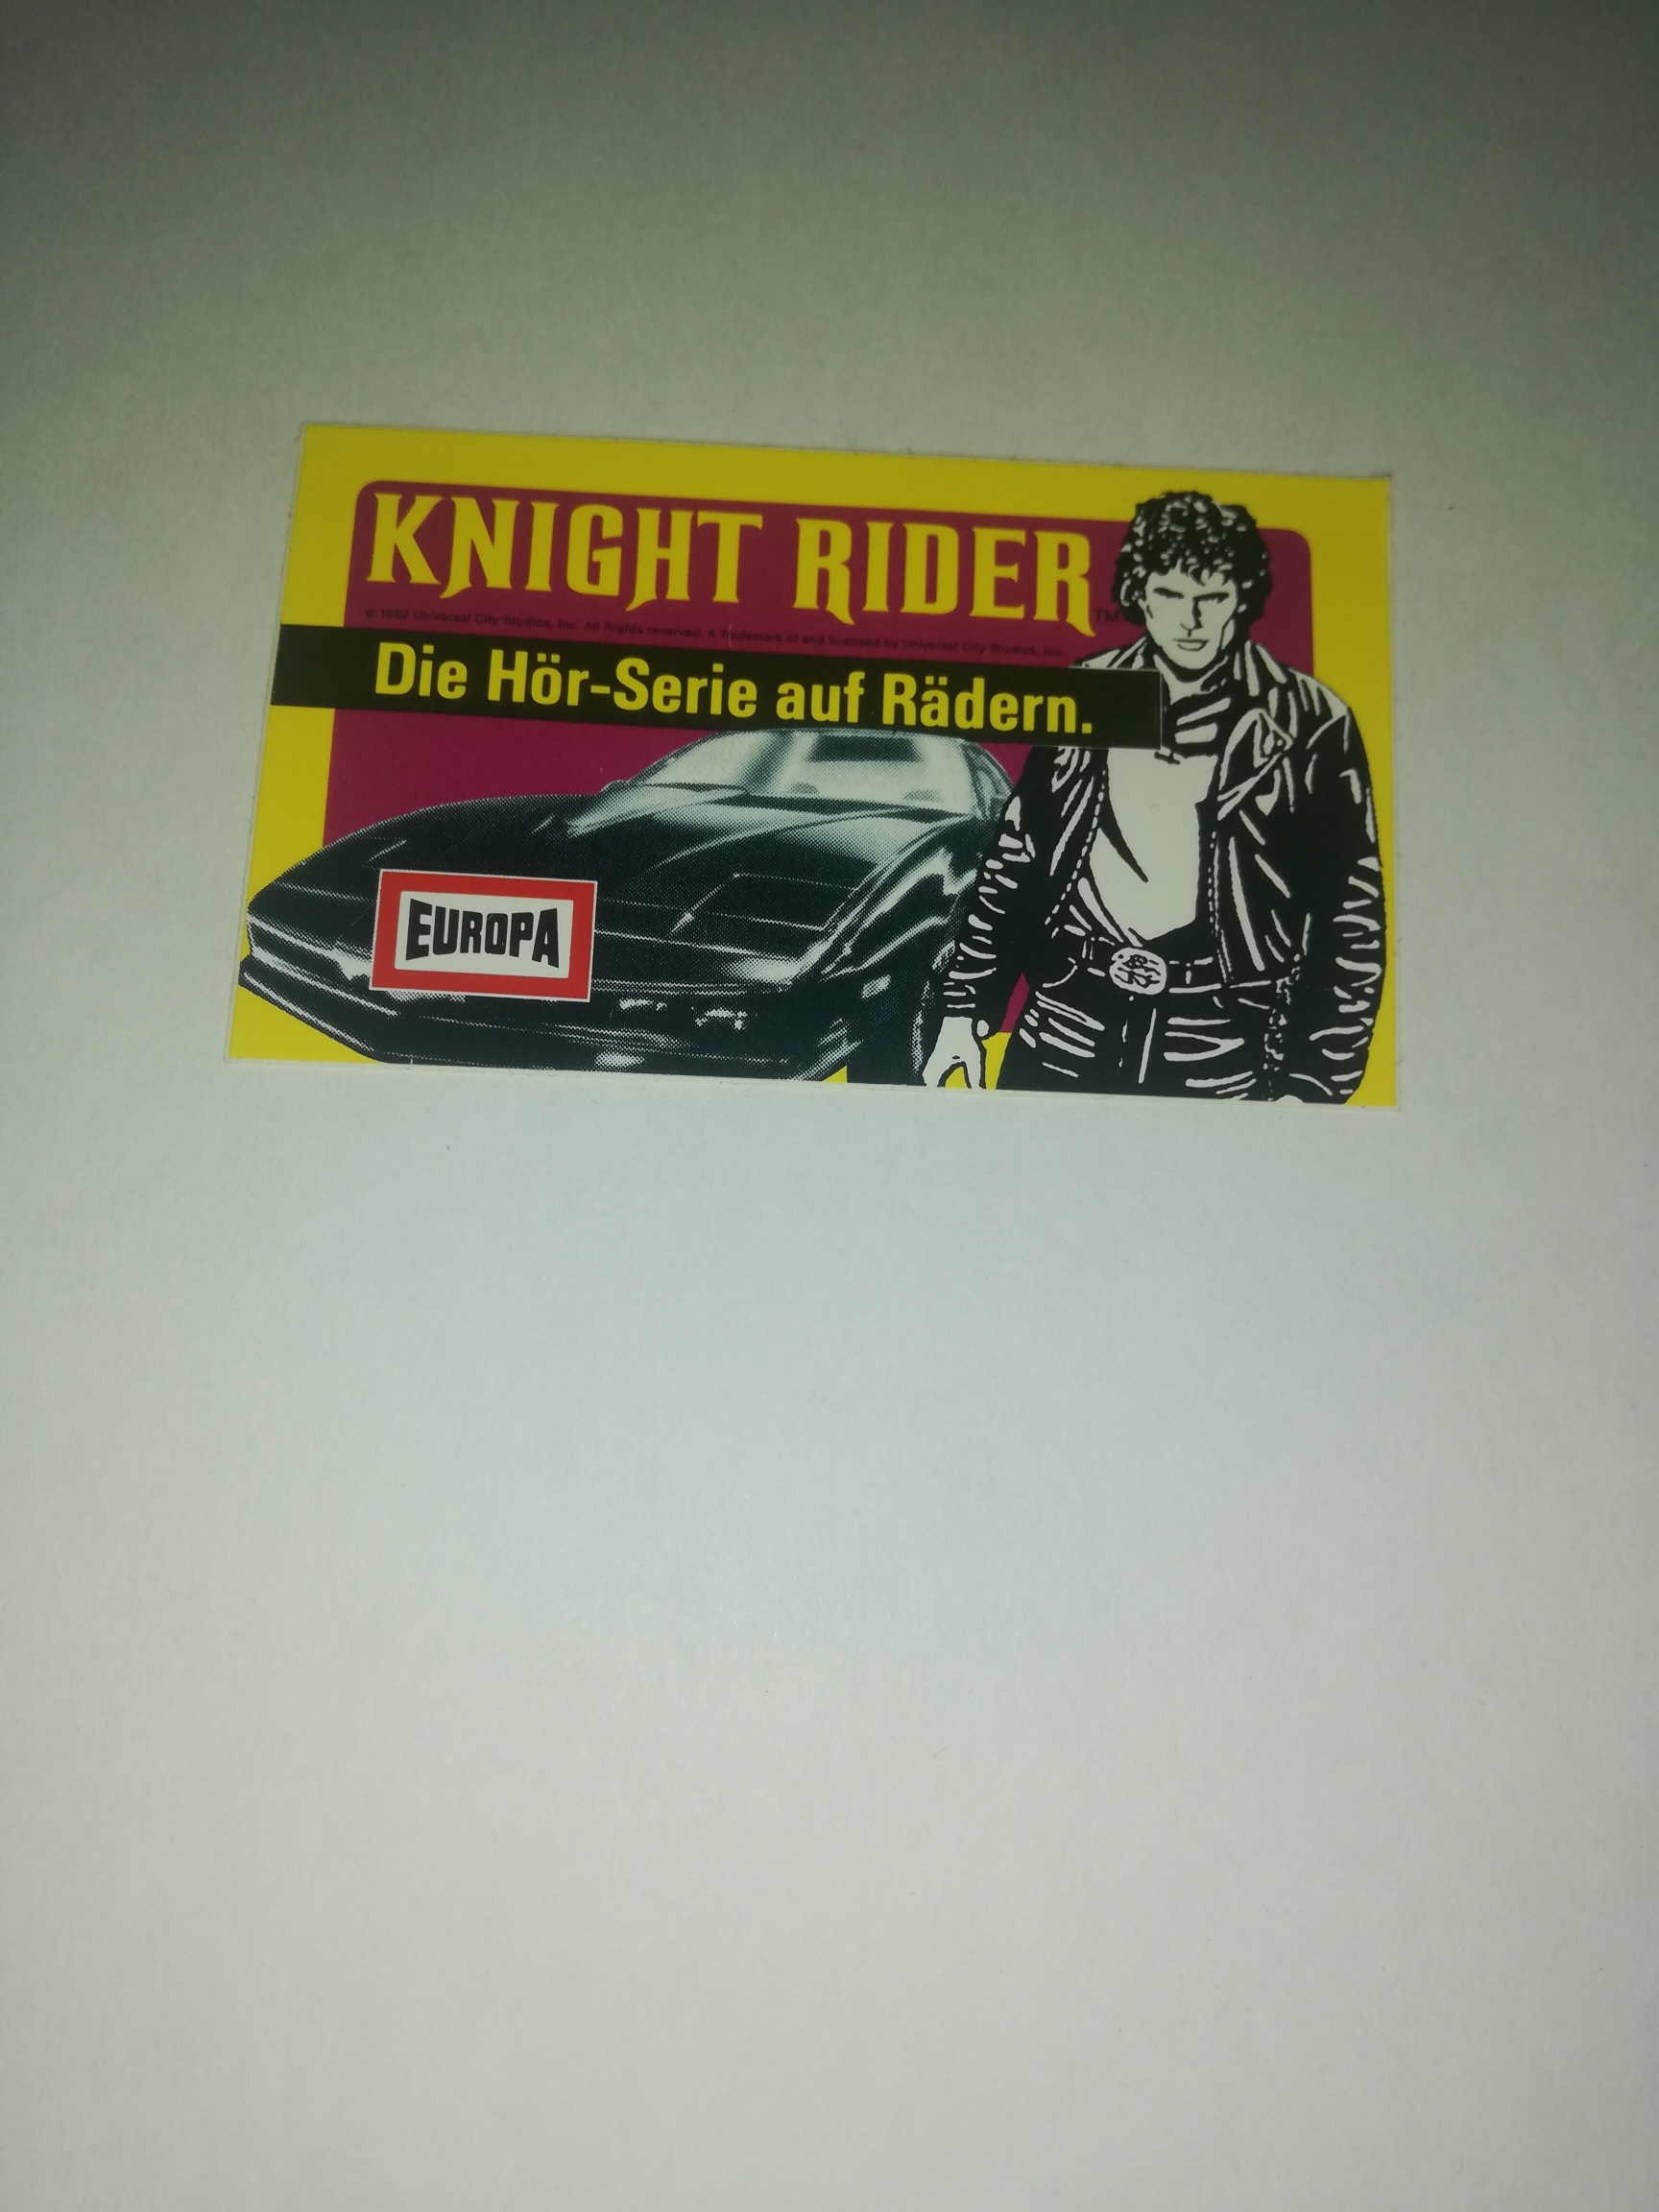 KNIGHT RIDER
TM
© 1982 Universal City Studios, Inc. All Rights reserved. A Trademark of and licensed by Universal City Studios, Inc.
Die Hör-Serie auf Rädern.
EUROPA